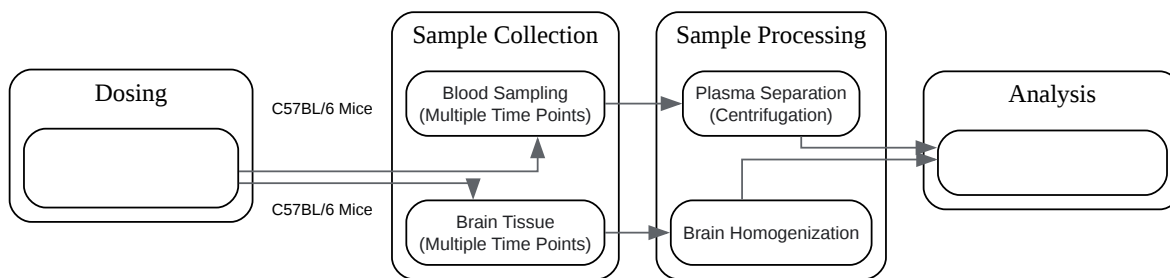 Dosing
C57BL/6 Mice
C57BL/6 Mice
Sample Collection
Blood Sampling
(Multiple Time Points)
Brain Tissue
(Multiple Time Points)
Sample Processing
Plasma Separation
(Centrifugation)
Brain Homogenization
Analysis